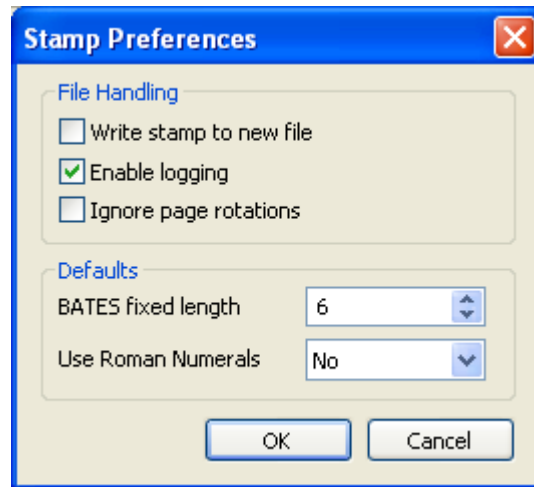 Stamp Preferences
File Handling
Write stamp to new file
Enable logging
Ignore page rotations
Defaults
BATES fixed length 6
Use Roman Numerals No
OK Cancel